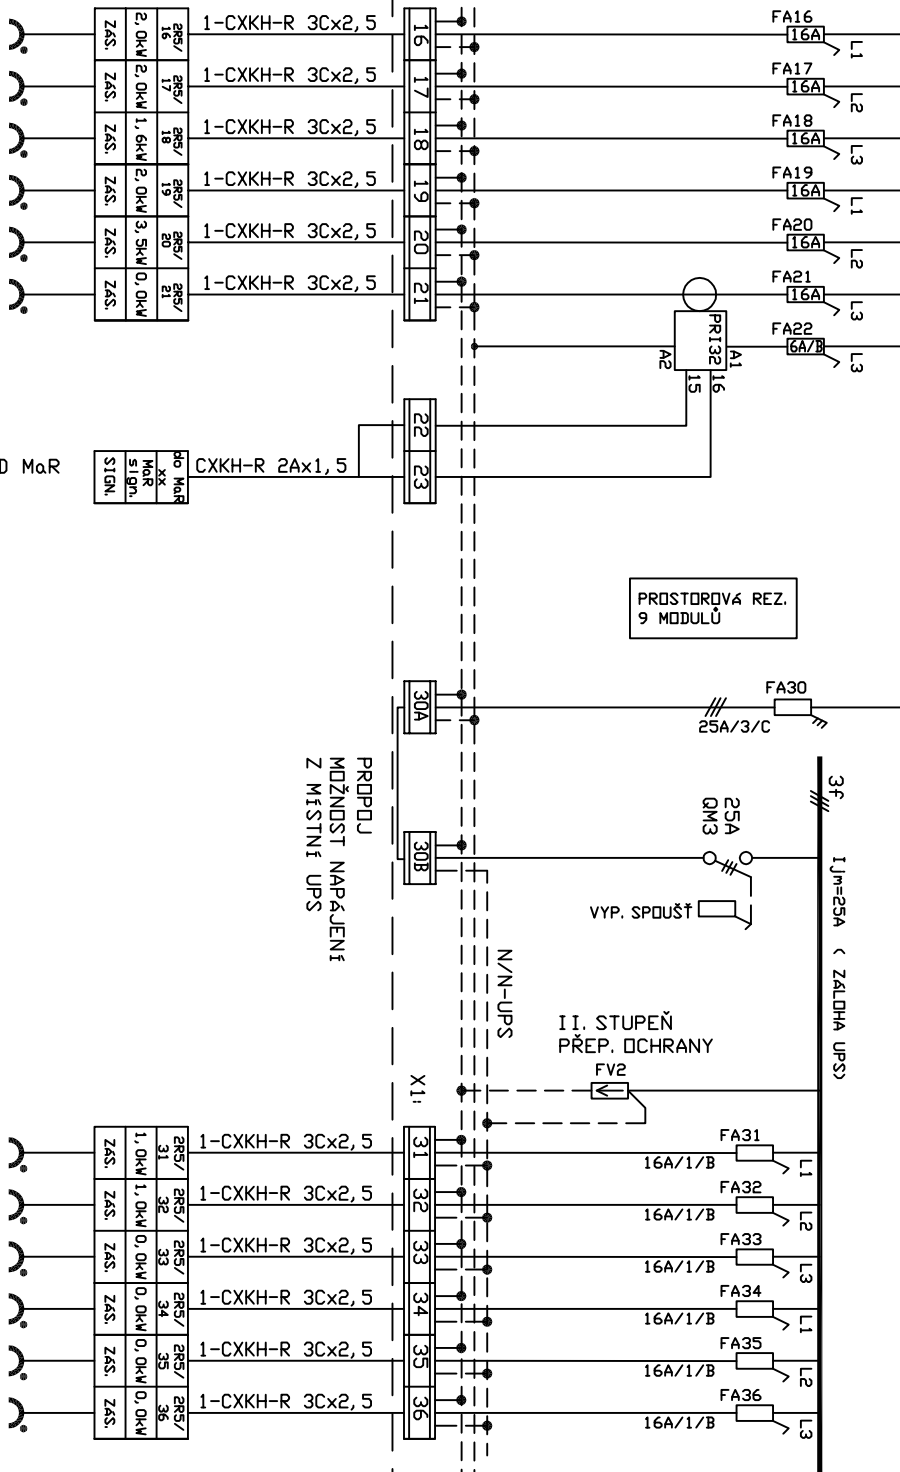 FA16
16A
L1
1-CXKH-R 3Cx2,5
16
2R5/
16
2,0kW
ZÁS.
FA17
16A
L2
1-CXKH-R 3Cx2,5
17
2R5/
17
2,0kW
ZÁS.
FA18
16A
L3
1-CXKH-R 3Cx2,5
18
2R5/
18
1,6kW
ZÁS.
FA19
16A
L1
1-CXKH-R 3Cx2,5
19
2R5/
19
2,0kW
ZÁS.
FA20
16A
L2
1-CXKH-R 3Cx2,5
20
2R5/
20
3,5kW
ZÁS.
FA21
16A
L3
1-CXKH-R 3Cx2,5
21
2R5/
21
0,0kW
ZÁS.
FA22
6A/B
L3
PRI32
A1
A2
15
16
22
23
MaR
CXKH-R 2Ax1,5
do MaR
xx
MaR
sign.
SIGN.
PROSTOROVÁ REZ.
9 MODULŮ
FA30
25A/3/C
30A
3f
25A
QM3
30B
PROPOJ
MOŽNOST NAPÁJENÍ
Z MÍSTNÍ UPS
VYP. SPOUŠŤ
Ijm=25A ( ZÁLOHA UPS)
N/N-UPS
II. STUPEŇ
PŘEP. OCHRANY
FV2
X1:
FA31
16A/1/B
L1
1-CXKH-R 3Cx2,5
31
2R5/
31
1,0kW
ZÁS.
FA32
16A/1/B
L2
1-CXKH-R 3Cx2,5
32
2R5/
32
1,0kW
ZÁS.
FA33
16A/1/B
L3
1-CXKH-R 3Cx2,5
33
2R5/
33
0,0kW
ZÁS.
FA34
16A/1/B
L1
1-CXKH-R 3Cx2,5
34
2R5/
34
0,0kW
ZÁS.
FA35
16A/1/B
L2
1-CXKH-R 3Cx2,5
35
2R5/
35
0,0kW
ZÁS.
FA36
16A/1/B
L3
1-CXKH-R 3Cx2,5
36
2R5/
36
0,0kW
ZÁS.